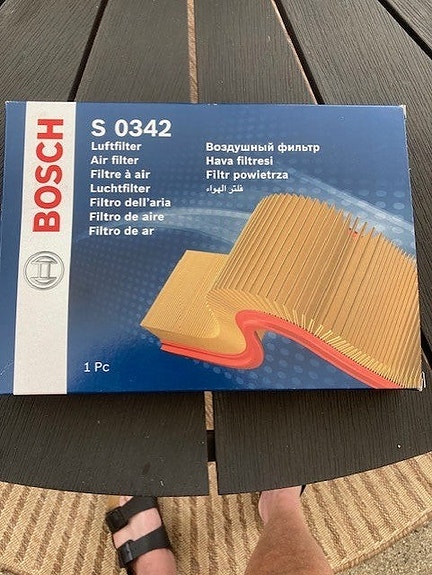 BOSCH
S 0342
Luftfilter
Air filter
Filtre à air
Luchtfilter
Filtro dell'aria
Filtro de aire
Filtro de ar
Воздушный фильтр
Hava filtresi
Filtr powietrza
فلتر الهواء
1 Pc